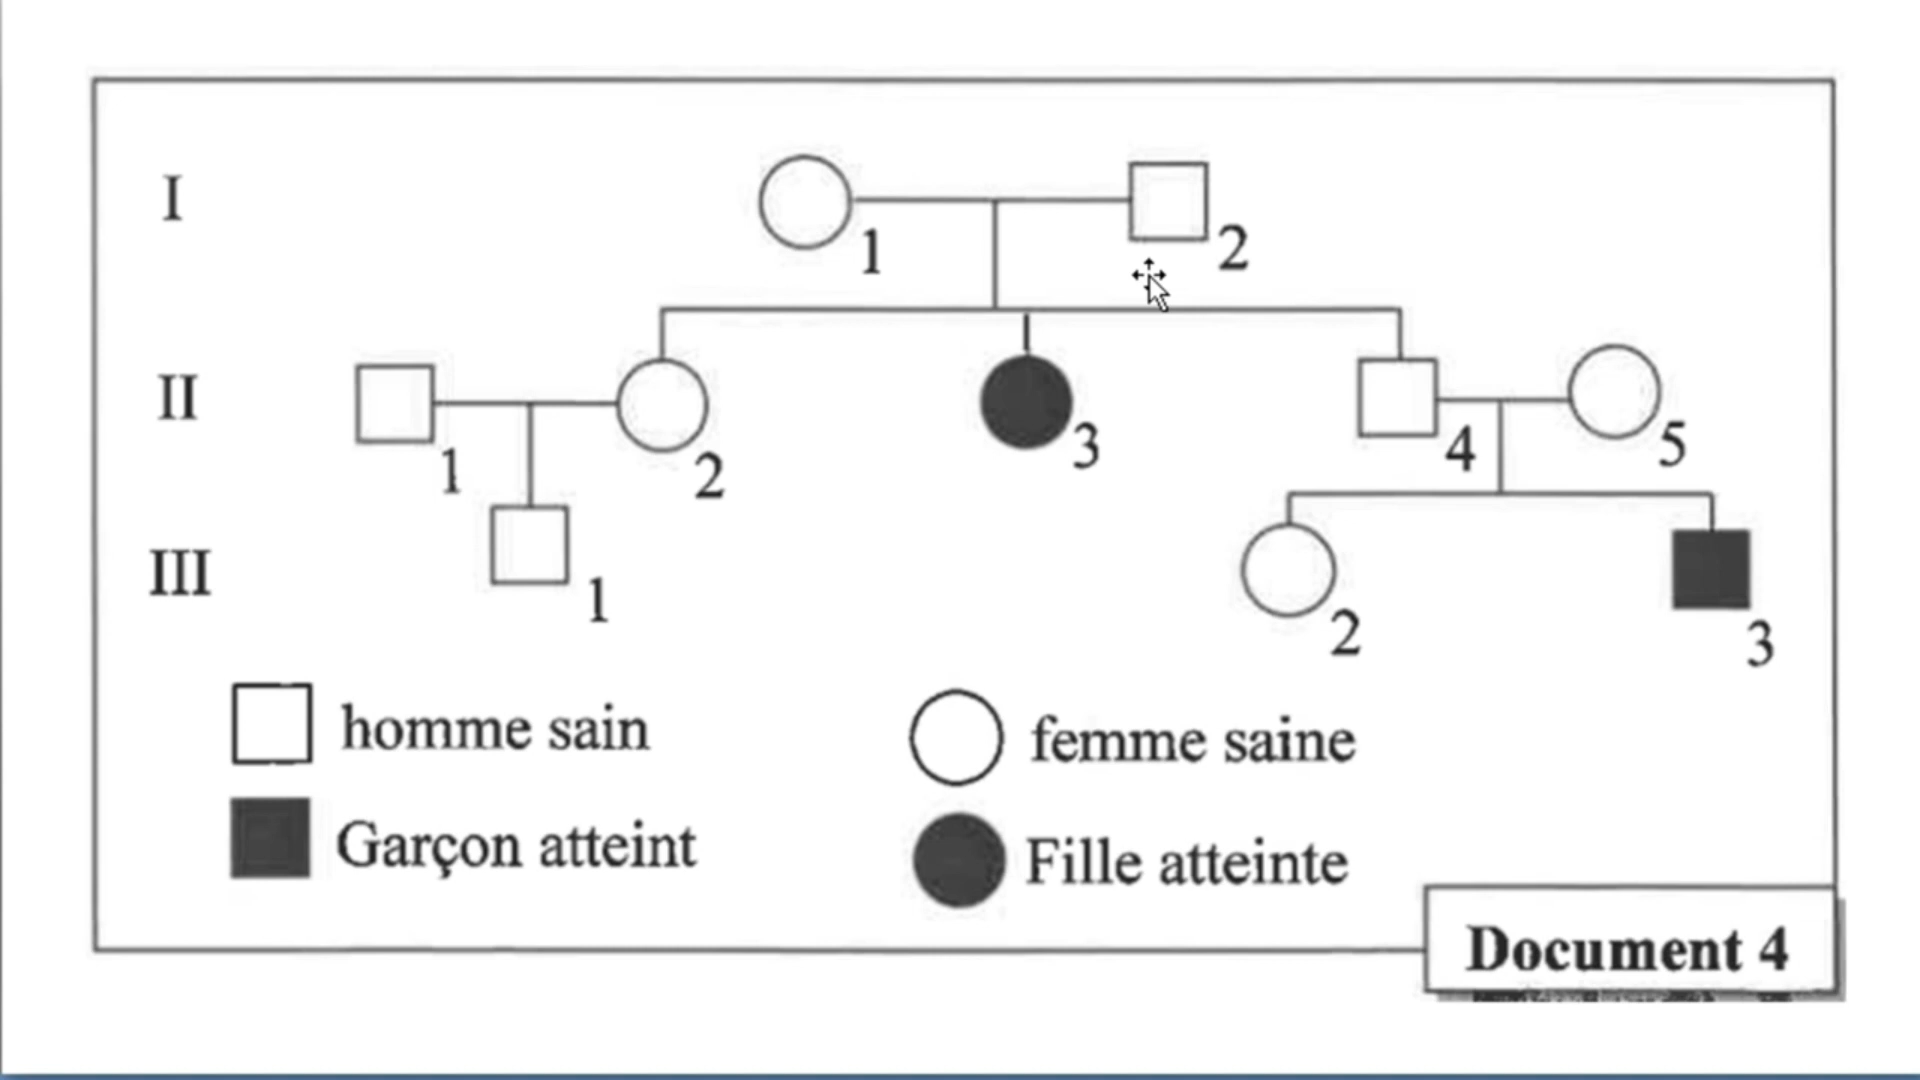 I
1
2
II
1
2
3
4
5
III
1
2
3
homme sain
femme saine
Garçon atteint
Fille atteinte
Document 4